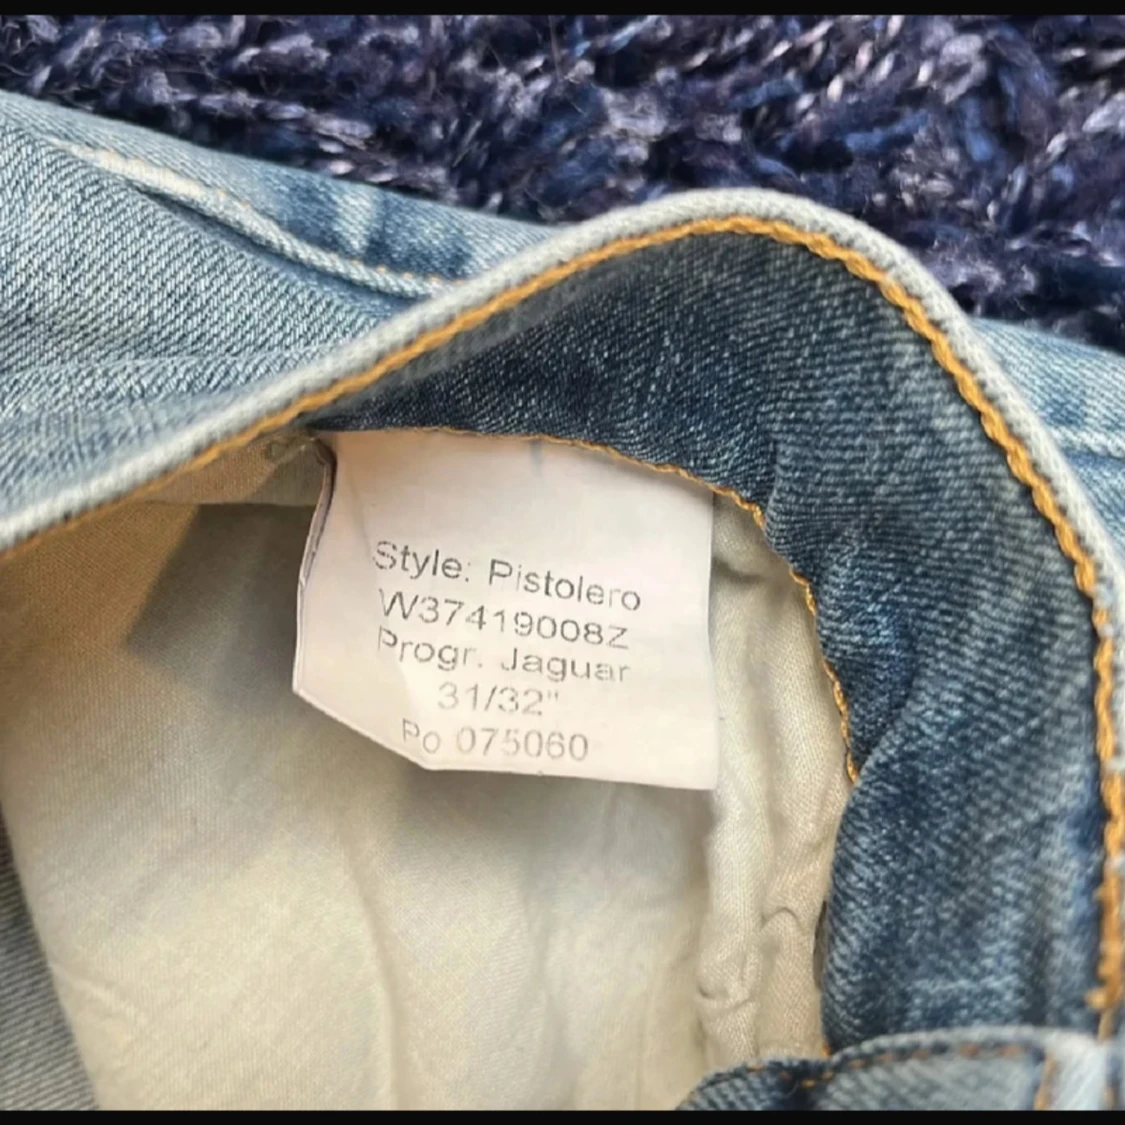 Style: Pistolero
W37419008Z
Progr. Jaguar
31/32"
Po 075060